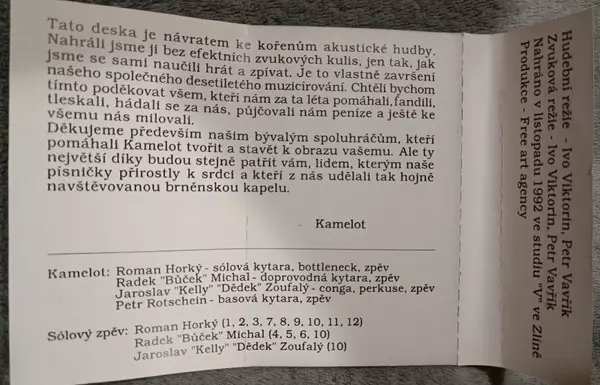 Tato deska je návratem ke kořenům akustické hudby.
Nahráli jsme ji bez efektních zvukových kulis, jen tak, jak
jsme se sami naučili hrát a zpívat. Je to vlastně završení
našeho společného desetiletého muzicírování. Chtěli bychom
tímto poděkovat všem, kteří nám za ta léta pomáhali, fandili,
tleskali, hádali se za nás, půjčovali nám peníze a ještě ke
všemu nás milovali.
Děkujeme především našim bývalým spoluhráčům, kteří
pomáhali Kamelot tvořit a stavět k obrazu vašemu. Ale ty
největší díky budou stejně patřit vám, lidem, kterým naše
písničky přirostly k srdci a kteří z nás udělali tak hojně
navštěvovanou brněnskou kapelu.
Kamelot
Kamelot: Roman Horký - sólová kytara, bottleneck, zpěv
Radek "Bůček" Michal - doprovodná kytara, zpěv
Jaroslav "Kelly" "Dědek" Zoufalý - conga, perkuse, zpěv
Petr Rotschein - basová kytara, zpěv
Sólový zpěv: Roman Horký (1, 2, 3, 7, 8, 9, 10, 11, 12)
Radek "Bůček" Michal (4, 5, 6, 10)
Jaroslav "Kelly" "Dědek" Zoufalý (10)
Hudební režie - Ivo Viktorin, Petr Vavřík
Zvuková režie - Ivo Viktorin, Petr Vavřík
Nahráno v listopadu 1992 ve studiu "V" ve Zlíně
Produkce - Free art agency